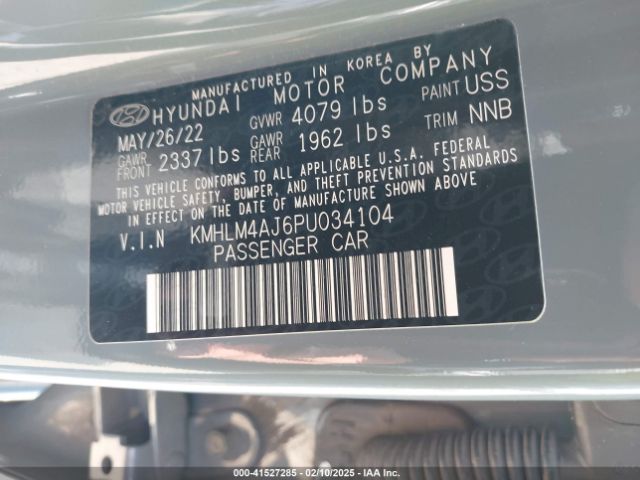 MANUFACTURED IN KOREA BY
HYUNDAI MOTOR COMPANY
MAY/26/22 GVWR 4079 lbs PAINT USS
GAWR FRONT 2337 lbs GAWR REAR 1962 lbs TRIM NNB
THIS VEHICLE CONFORMS TO ALL APPLICABLE U.S.A. FEDERAL
MOTOR VEHICLE SAFETY, BUMPER, AND THEFT PREVENTION STANDARDS
IN EFFECT ON THE DATE OF MANUFACTURE SHOWN ABOVE
V.I.N KMHLM4AJ6PU034104
PASSENGER CAR
000-41527285 - 02/10/2025 - IAA Inc.